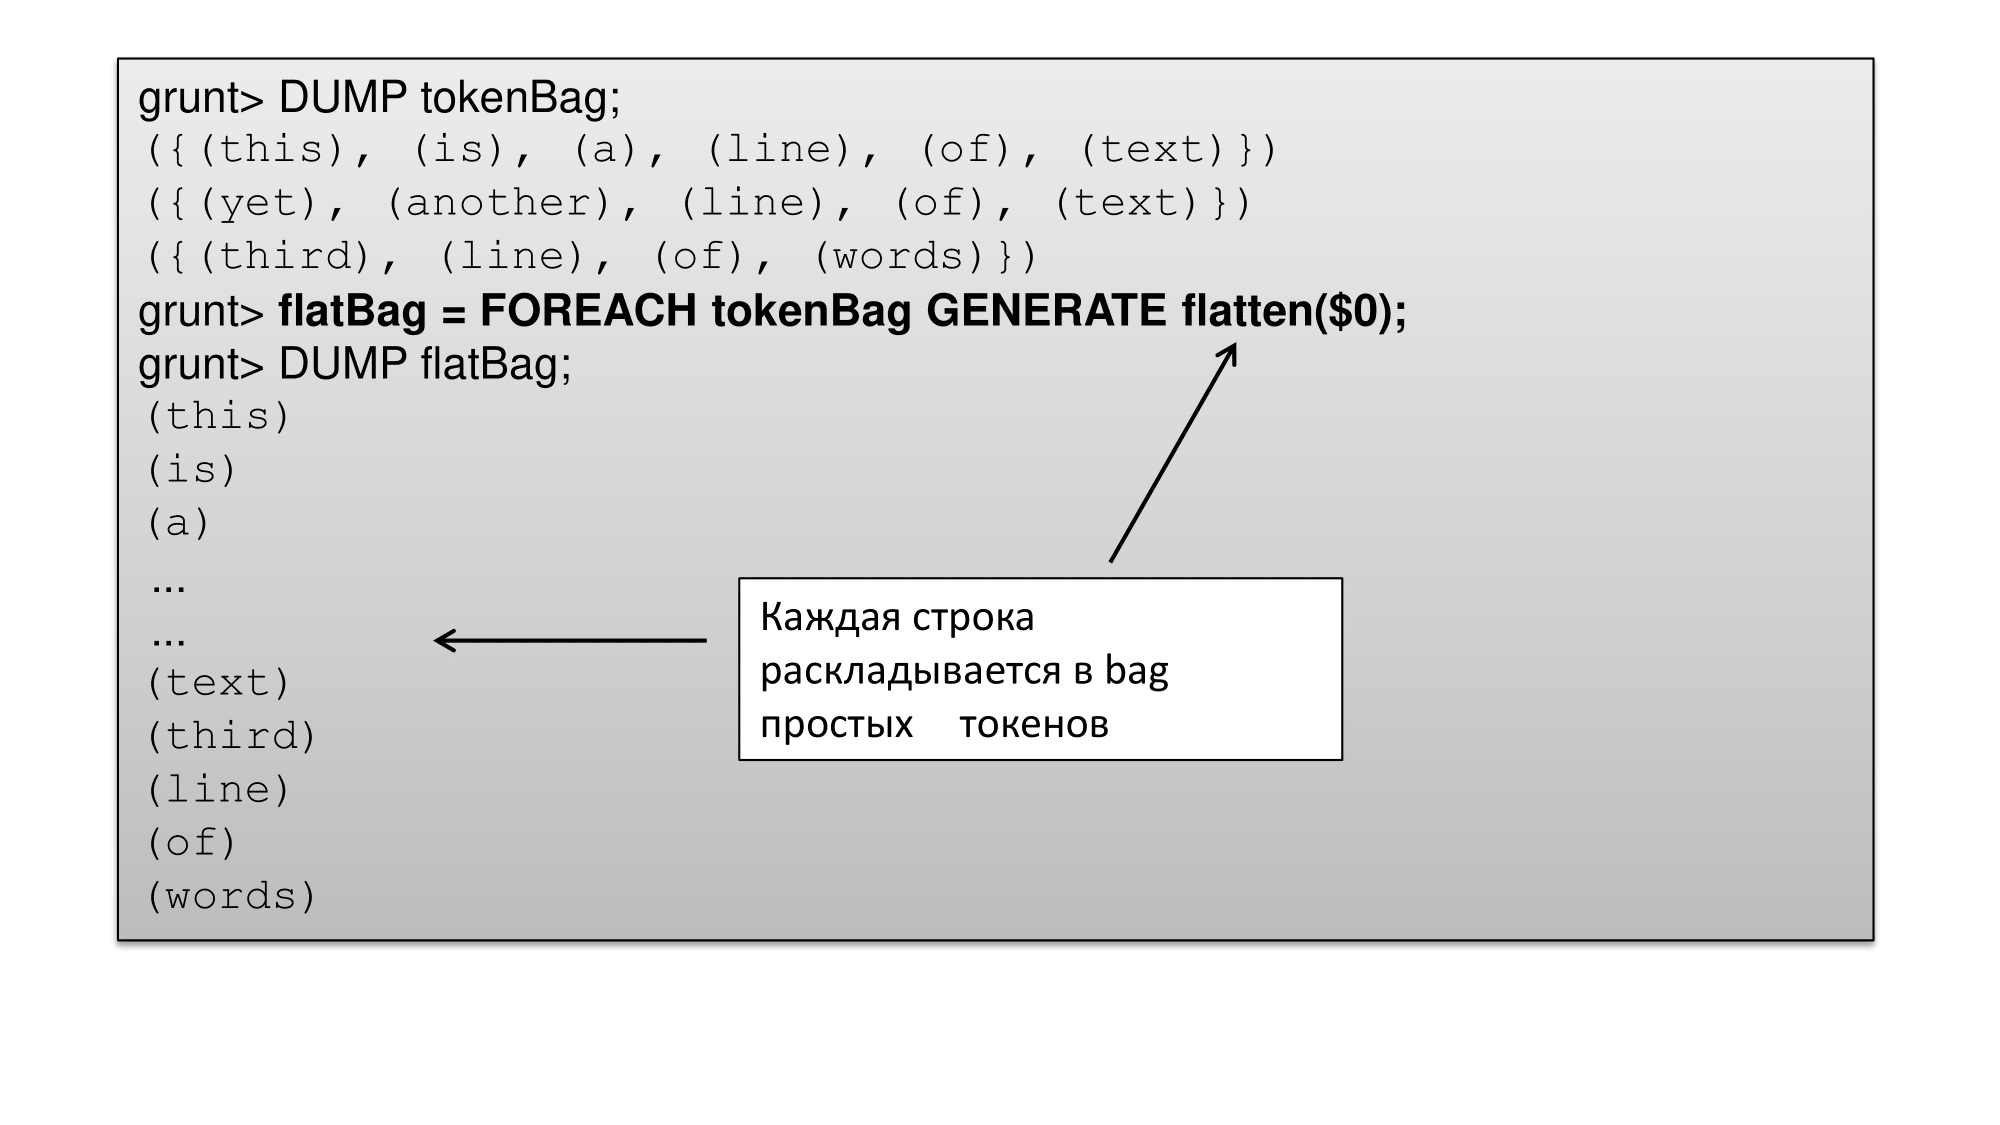 grunt> DUMP tokenBag;
({(this), (is), (a), (line), (of), (text)})
({(yet), (another), (line), (of), (text)})
({(third), (line), (of), (words)})
grunt> flatBag = FOREACH tokenBag GENERATE flatten($0);
grunt> DUMP flatBag;
(this)
(is)
(a)
...
...
(text)
(third)
(line)
(of)
(words)
Каждая строка
раскладывается в bag
простых токенов